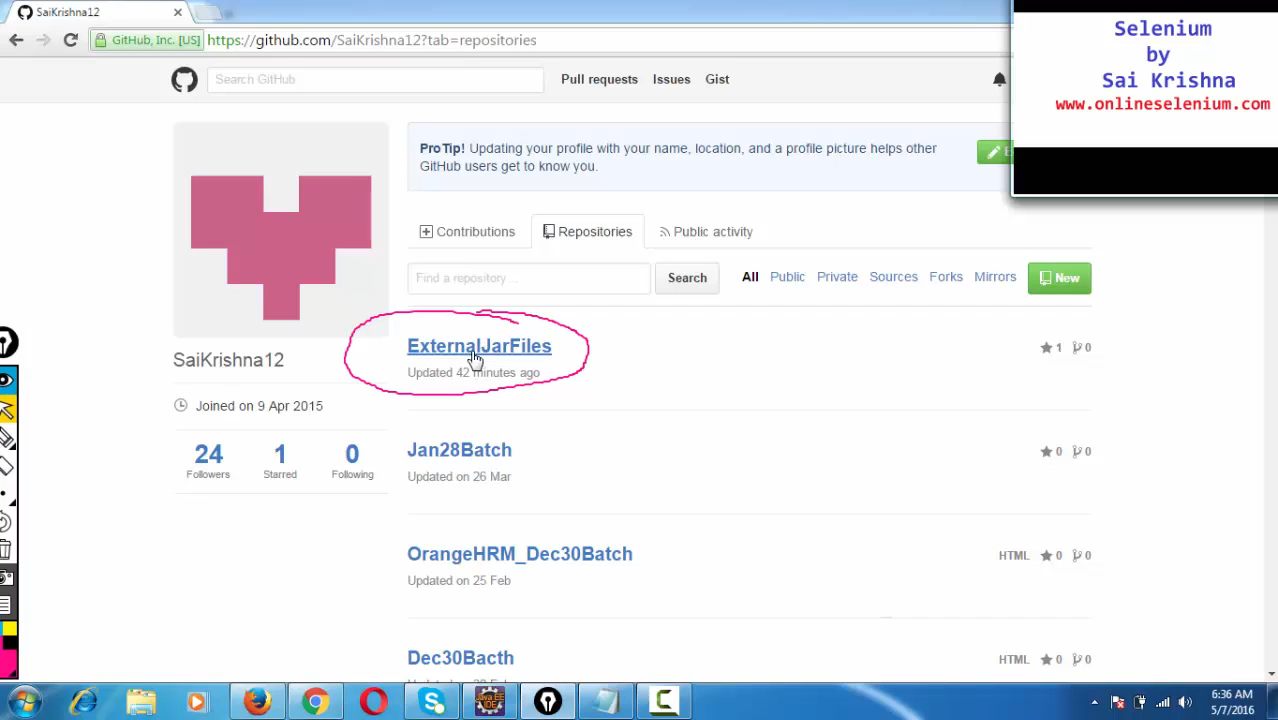 SaiKrishna12
GitHub, Inc. [US]
https://github.com/SaiKrishna12?tab=repositories
Selenium
by
Sai Krishna
www.onlineselenium.com
Search GitHub
Pull requests
Issues
Gist
ProTip! Updating your profile with your name, location, and a profile picture helps other
GitHub users get to know you.
Contributions
Repositories
Public activity
Find a repository ...
Search
All
Public
Private
Sources
Forks
Mirrors
New
ExternalJarFiles
1
0
Updated 42 minutes ago
SaiKrishna12
Joined on 9 Apr 2015
24
1
0
Followers
Starred
Following
Jan28Batch
0
0
Updated on 26 Mar
OrangeHRM_Dec30Batch
HTML
0
0
Updated on 25 Feb
Dec30Bacth
HTML
0
0
Java EE
IDE
6:36 AM
5/7/2016